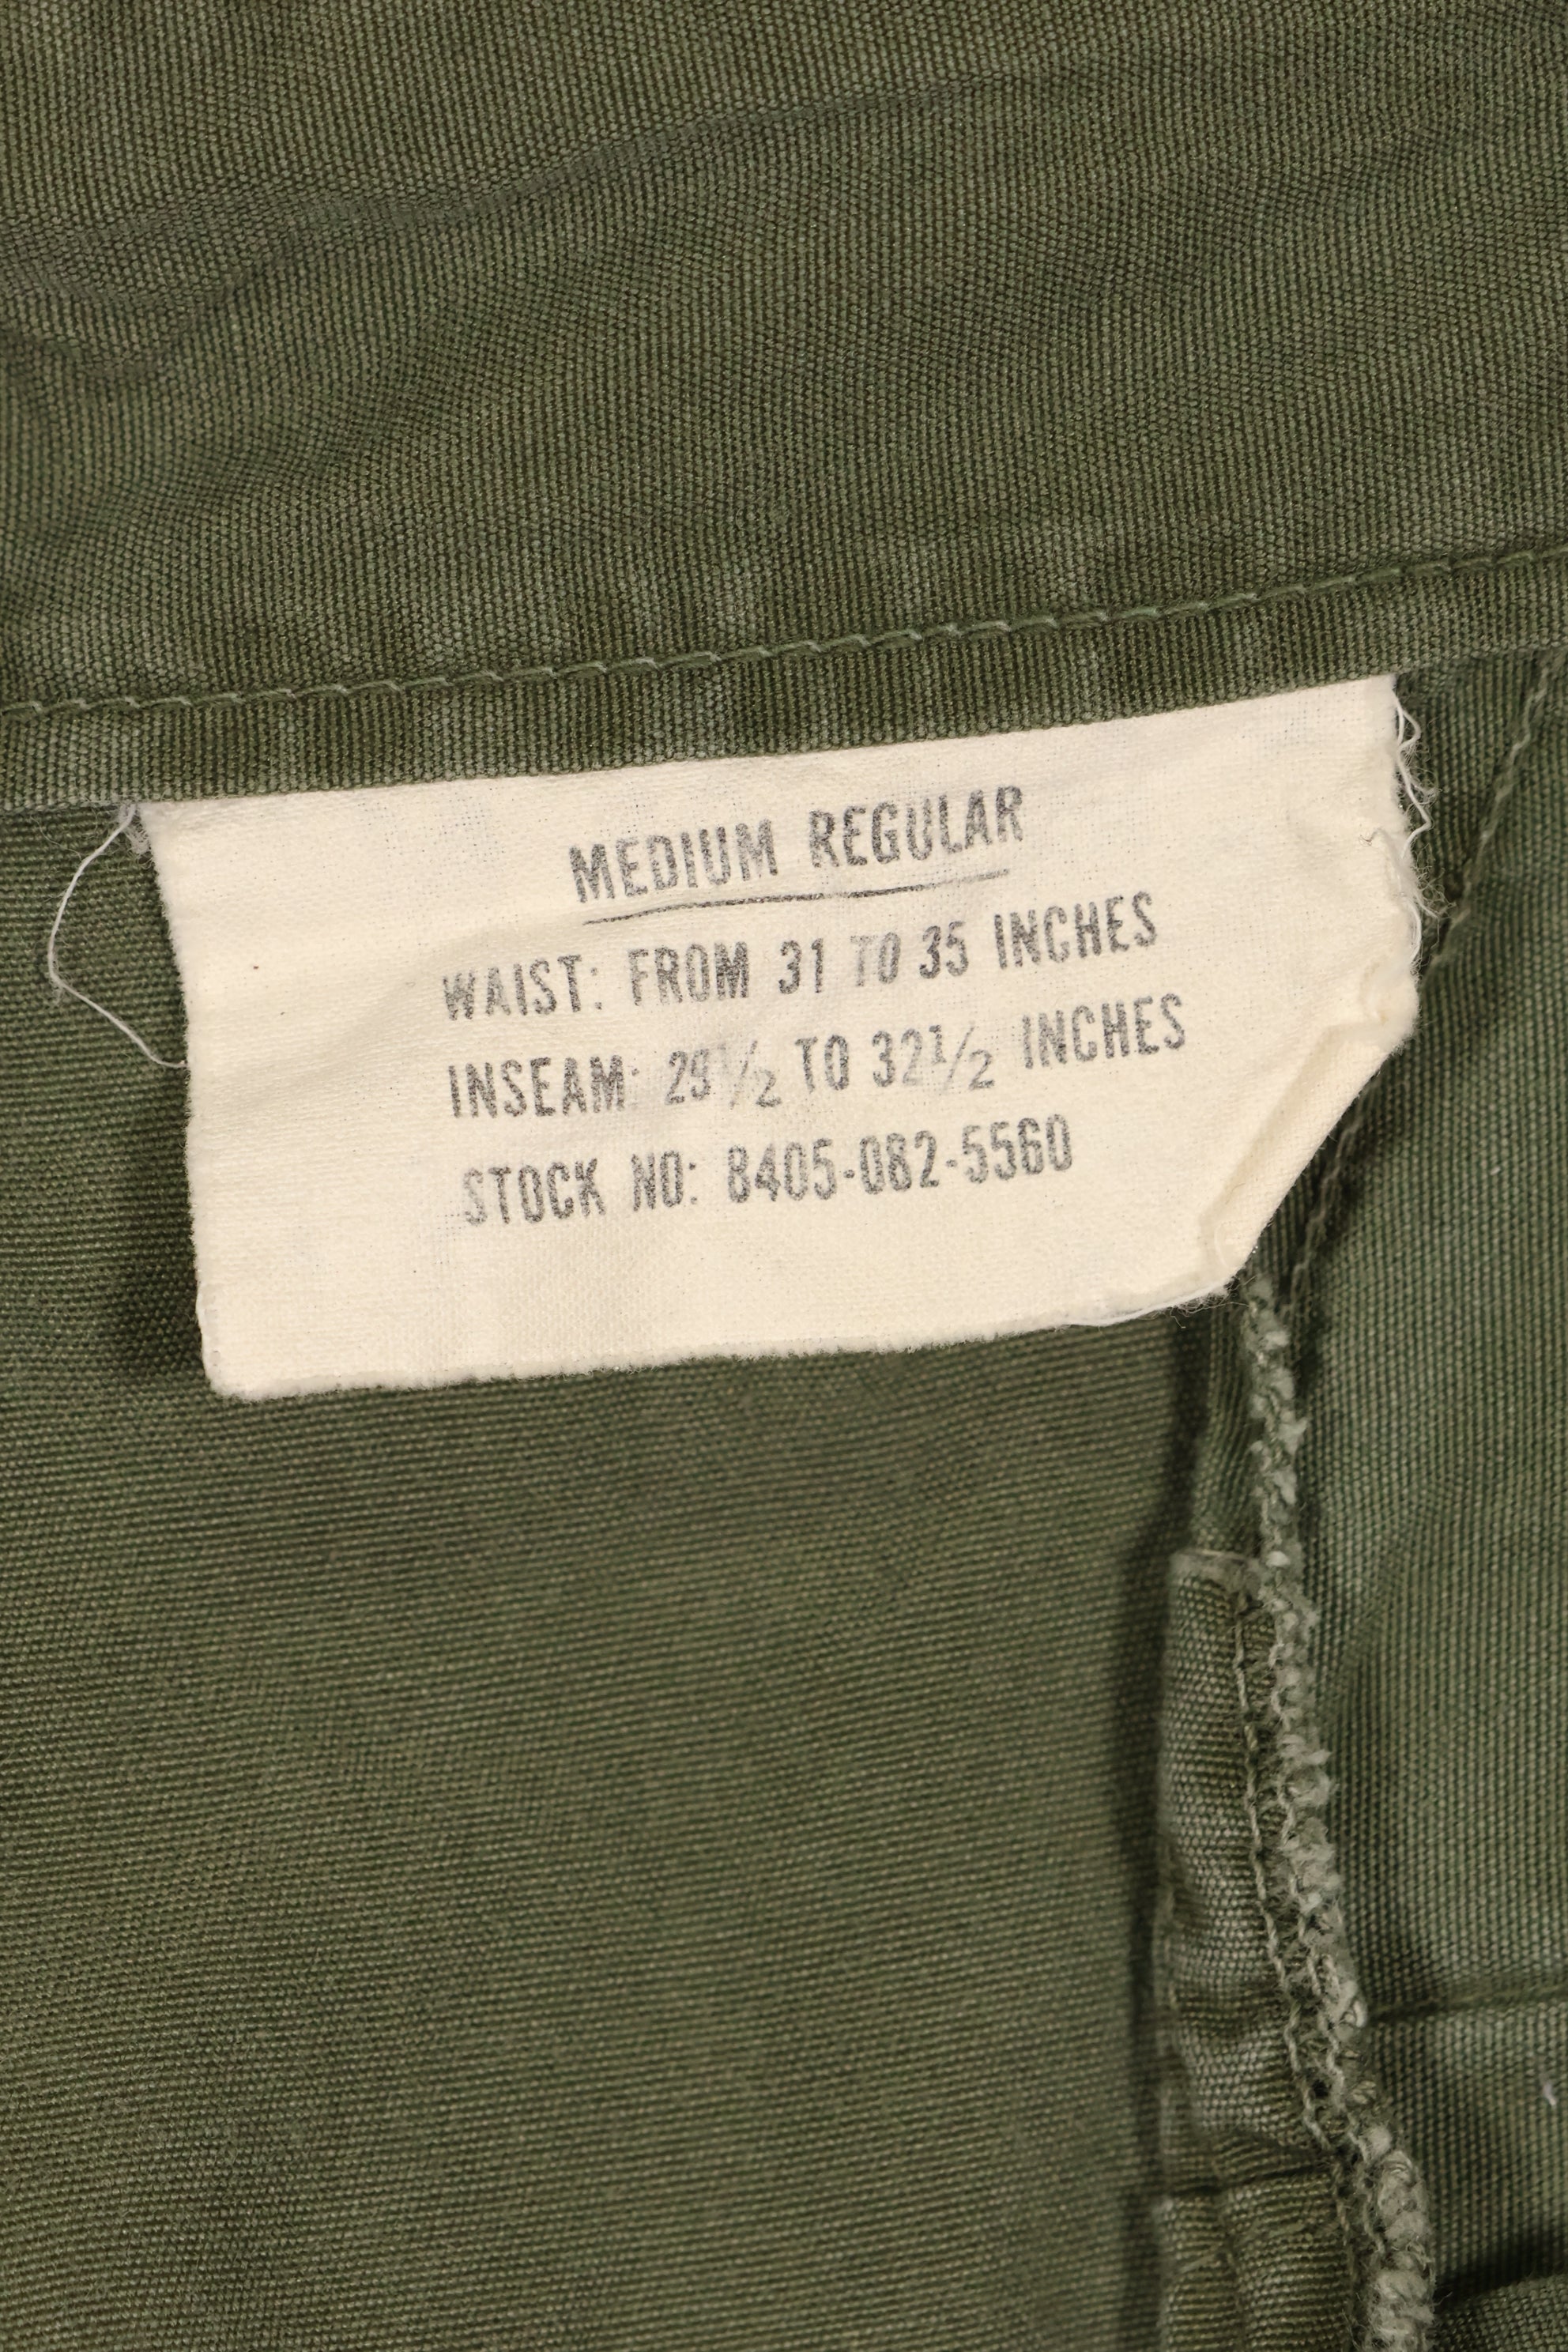 MEDIUM REGULAR
WAIST: FROM 31 TO 35 INCHES
INSEAM: 29½ TO 32½ INCHES
STOCK NO: 8405-082-5560